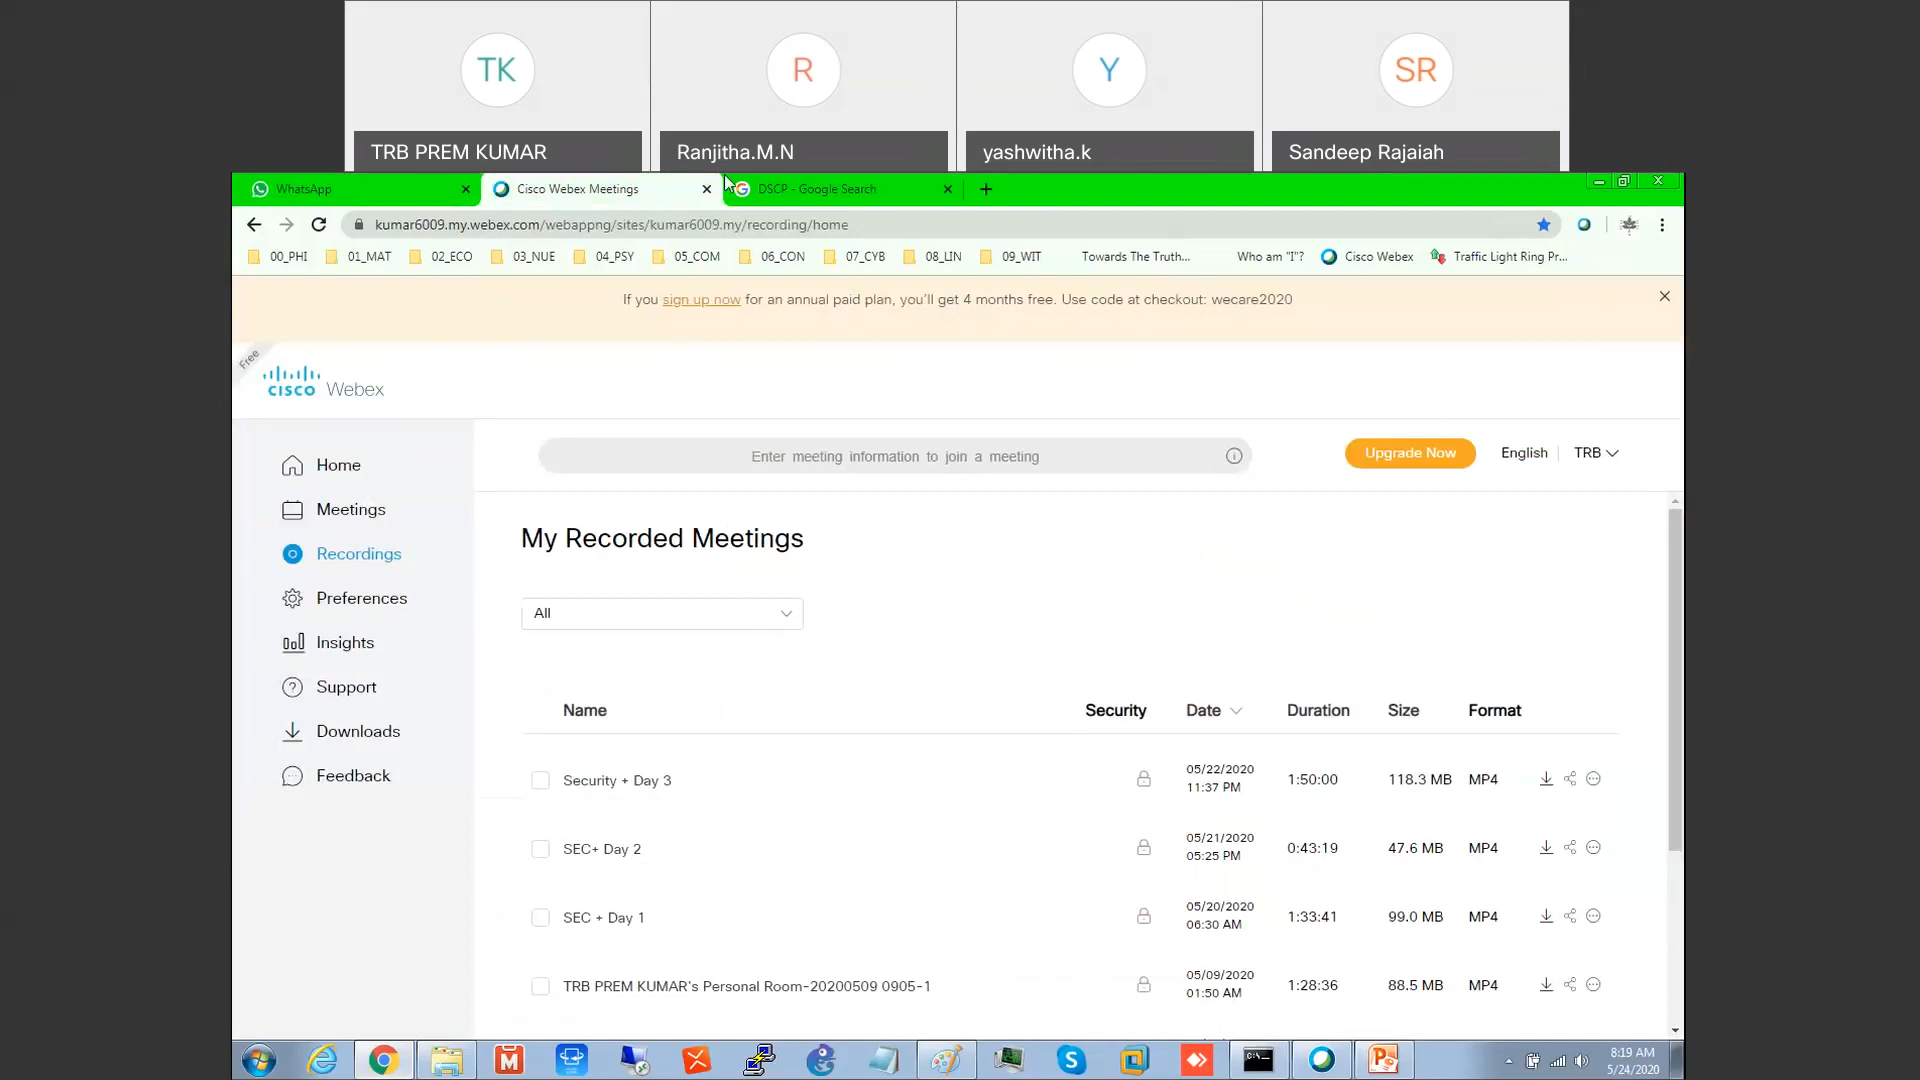 TK
R
Y
SR
TRB PREM KUMAR
Ranjitha.M.N
yashwitha.k
Sandeep Rajaiah
WhatsApp
Cisco Webex Meetings
DSCP - Google Search
kumar6009.my.webex.com/webappng/sites/kumar6009.my/recording/home
00_PHI 01_MAT 02_ECO 03_NUE 04_PSY 05_COM 06_CON 07_CYB 08_LIN 09_WIT Towards The Truth... Who am "I"? Cisco Webex Traffic Light Ring Pr...
If you sign up now for an annual paid plan, you'll get 4 months free. Use code at checkout: wecare2020
Free
CISCO Webex
Enter meeting information to join a meeting
Upgrade Now
English
TRB
Home
Meetings
Recordings
Preferences
Insights
Support
Downloads
Feedback
My Recorded Meetings
All
Name Security Date Duration Size Format
Security + Day 3 05/22/2020 11:37 PM 1:50:00 118.3 MB MP4
SEC+ Day 2 05/21/2020 05:25 PM 0:43:19 47.6 MB MP4
SEC + Day 1 05/20/2020 06:30 AM 1:33:41 99.0 MB MP4
TRB PREM KUMAR's Personal Room-20200509 0905-1 05/09/2020 01:50 AM 1:28:36 88.5 MB MP4
8:19 AM
5/24/2020